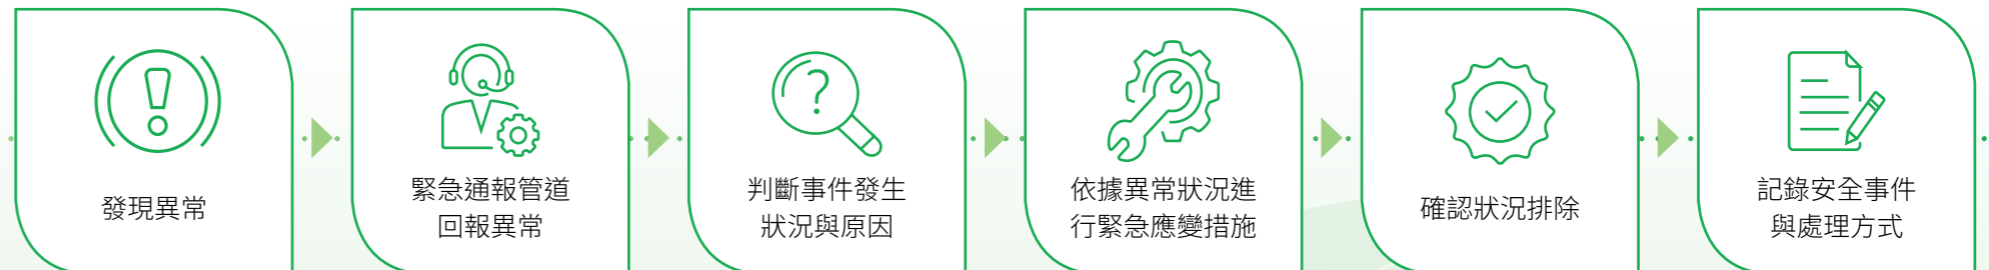 發現異常
緊急通報管道
回報異常
判斷事件發生
狀況與原因
依據異常狀況進
行緊急應變措施
確認狀況排除
記錄安全事件
與處理方式